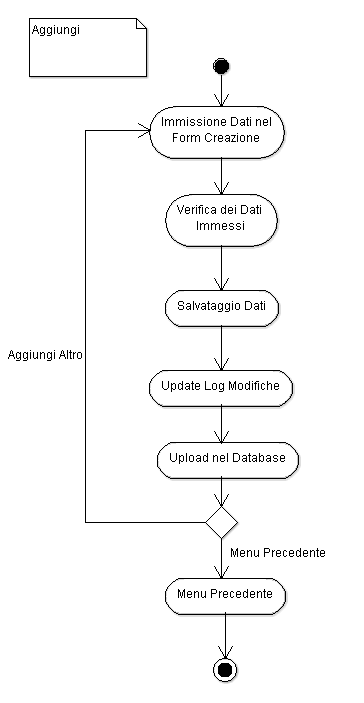 Aggiungi
Immissione Dati nel
Form Creazione
Verifica dei Dati
Immessi
Salvataggio Dati
Aggiungi Altro
Update Log Modifiche
Upload nel Database
Menu Precedente
Menu Precedente